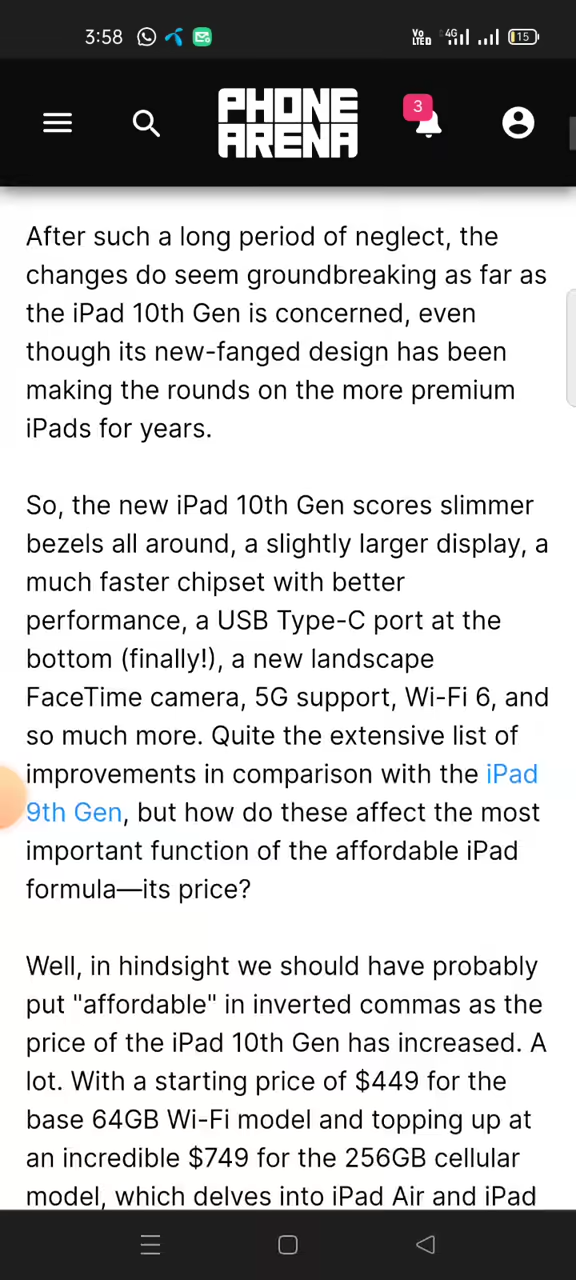 3:58
Vo
LTED
4G
15
PHONE
ARENA
3
After such a long period of neglect, the
changes do seem groundbreaking as far as
the iPad 10th Gen is concerned, even
though its new-fanged design has been
making the rounds on the more premium
iPads for years.
So, the new iPad 10th Gen scores slimmer
bezels all around, a slightly larger display, a
much faster chipset with better
performance, a USB Type-C port at the
bottom (finally!), a new landscape
FaceTime camera, 5G support, Wi-Fi 6, and
so much more. Quite the extensive list of
improvements in comparison with the iPad
9th Gen, but how do these affect the most
important function of the affordable iPad
formula—its price?
Well, in hindsight we should have probably
put "affordable" in inverted commas as the
price of the iPad 10th Gen has increased. A
lot. With a starting price of $449 for the
base 64GB Wi-Fi model and topping up at
an incredible $749 for the 256GB cellular
model, which delves into iPad Air and iPad